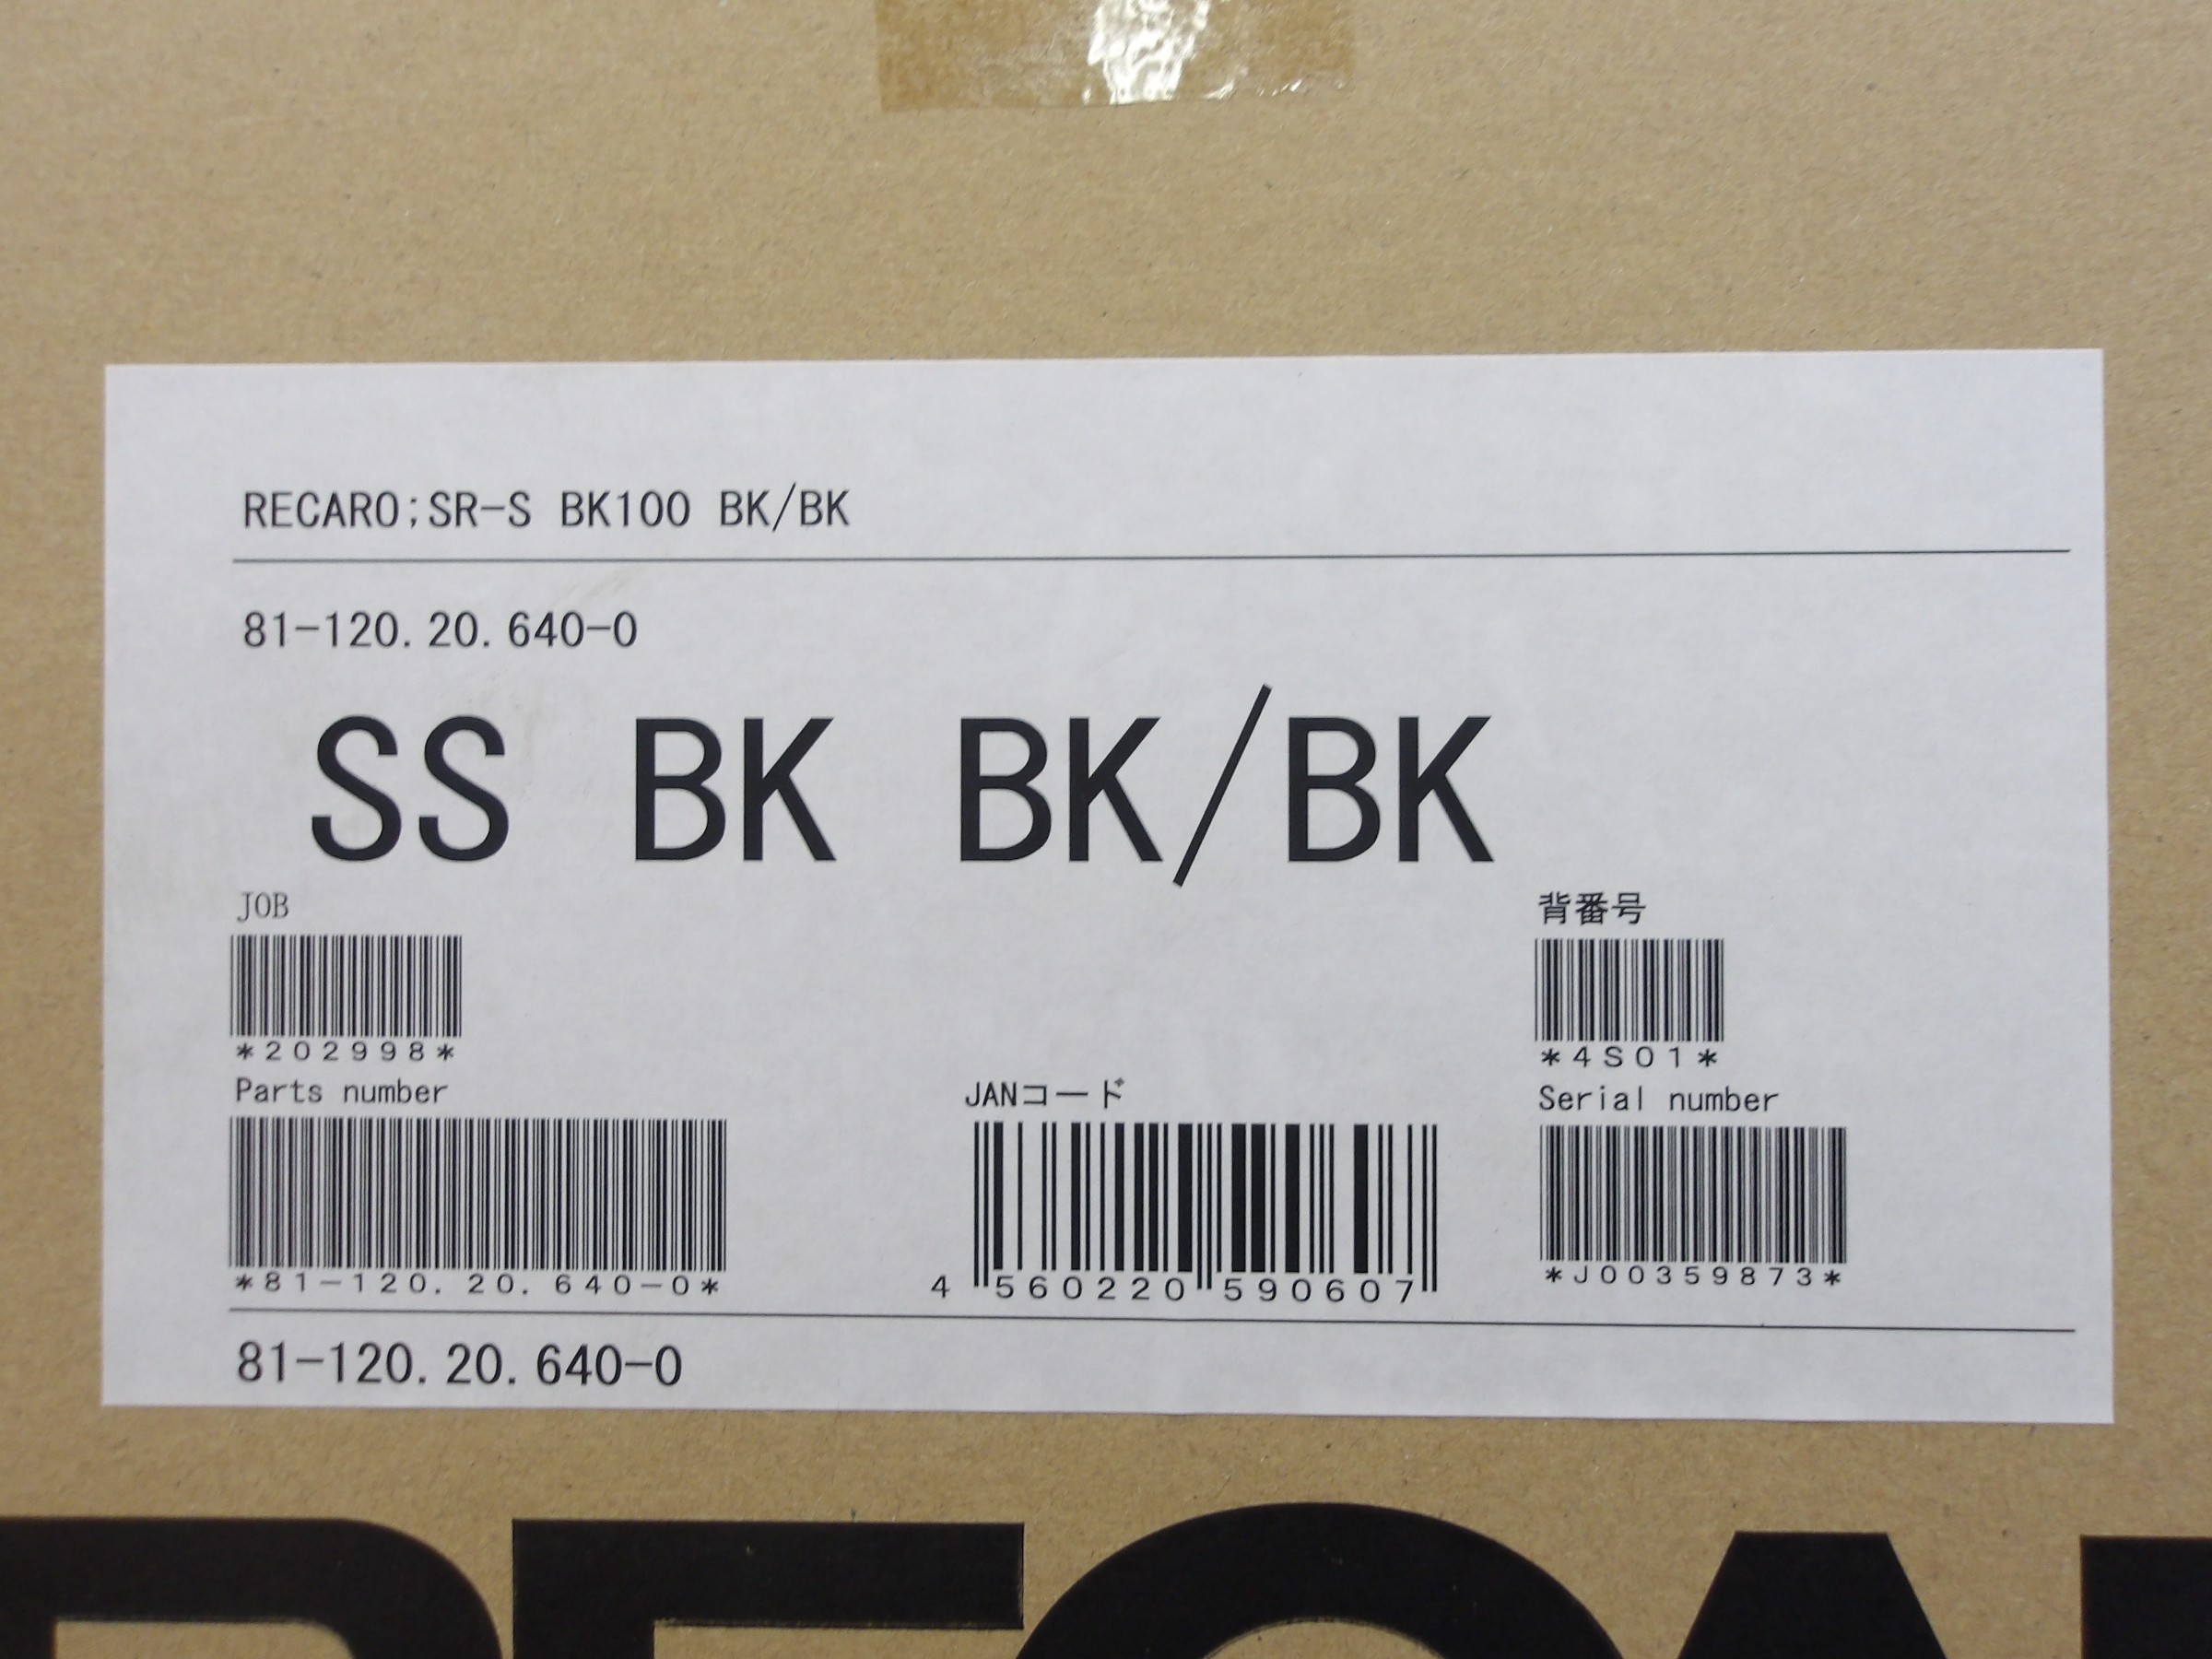 RECARO;SR-S BK100 BK/BK
81-120.20.640-0
SS BK BK/BK
JOB
*202998*
背番号
*4S01*
Parts number
*81-120.20.640-0*
JANコード
4 560220 590607
Serial number
*J00359873*
81-120.20.640-0
RECA